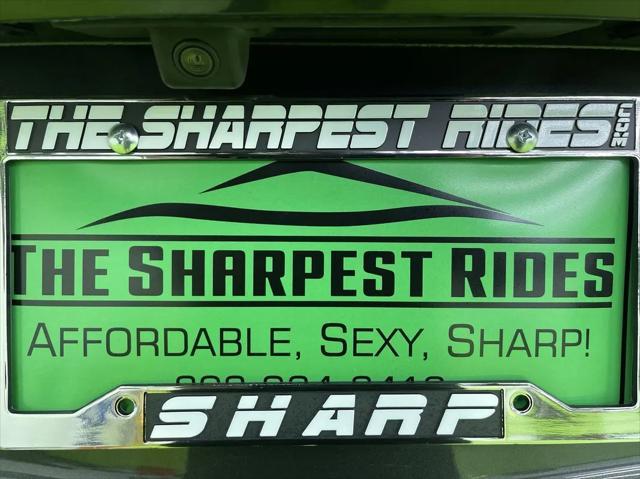 THE SHARPEST RIDES.COM
THE SHARPEST RIDES
AFFORDABLE, SEXY, SHARP!
SHARP